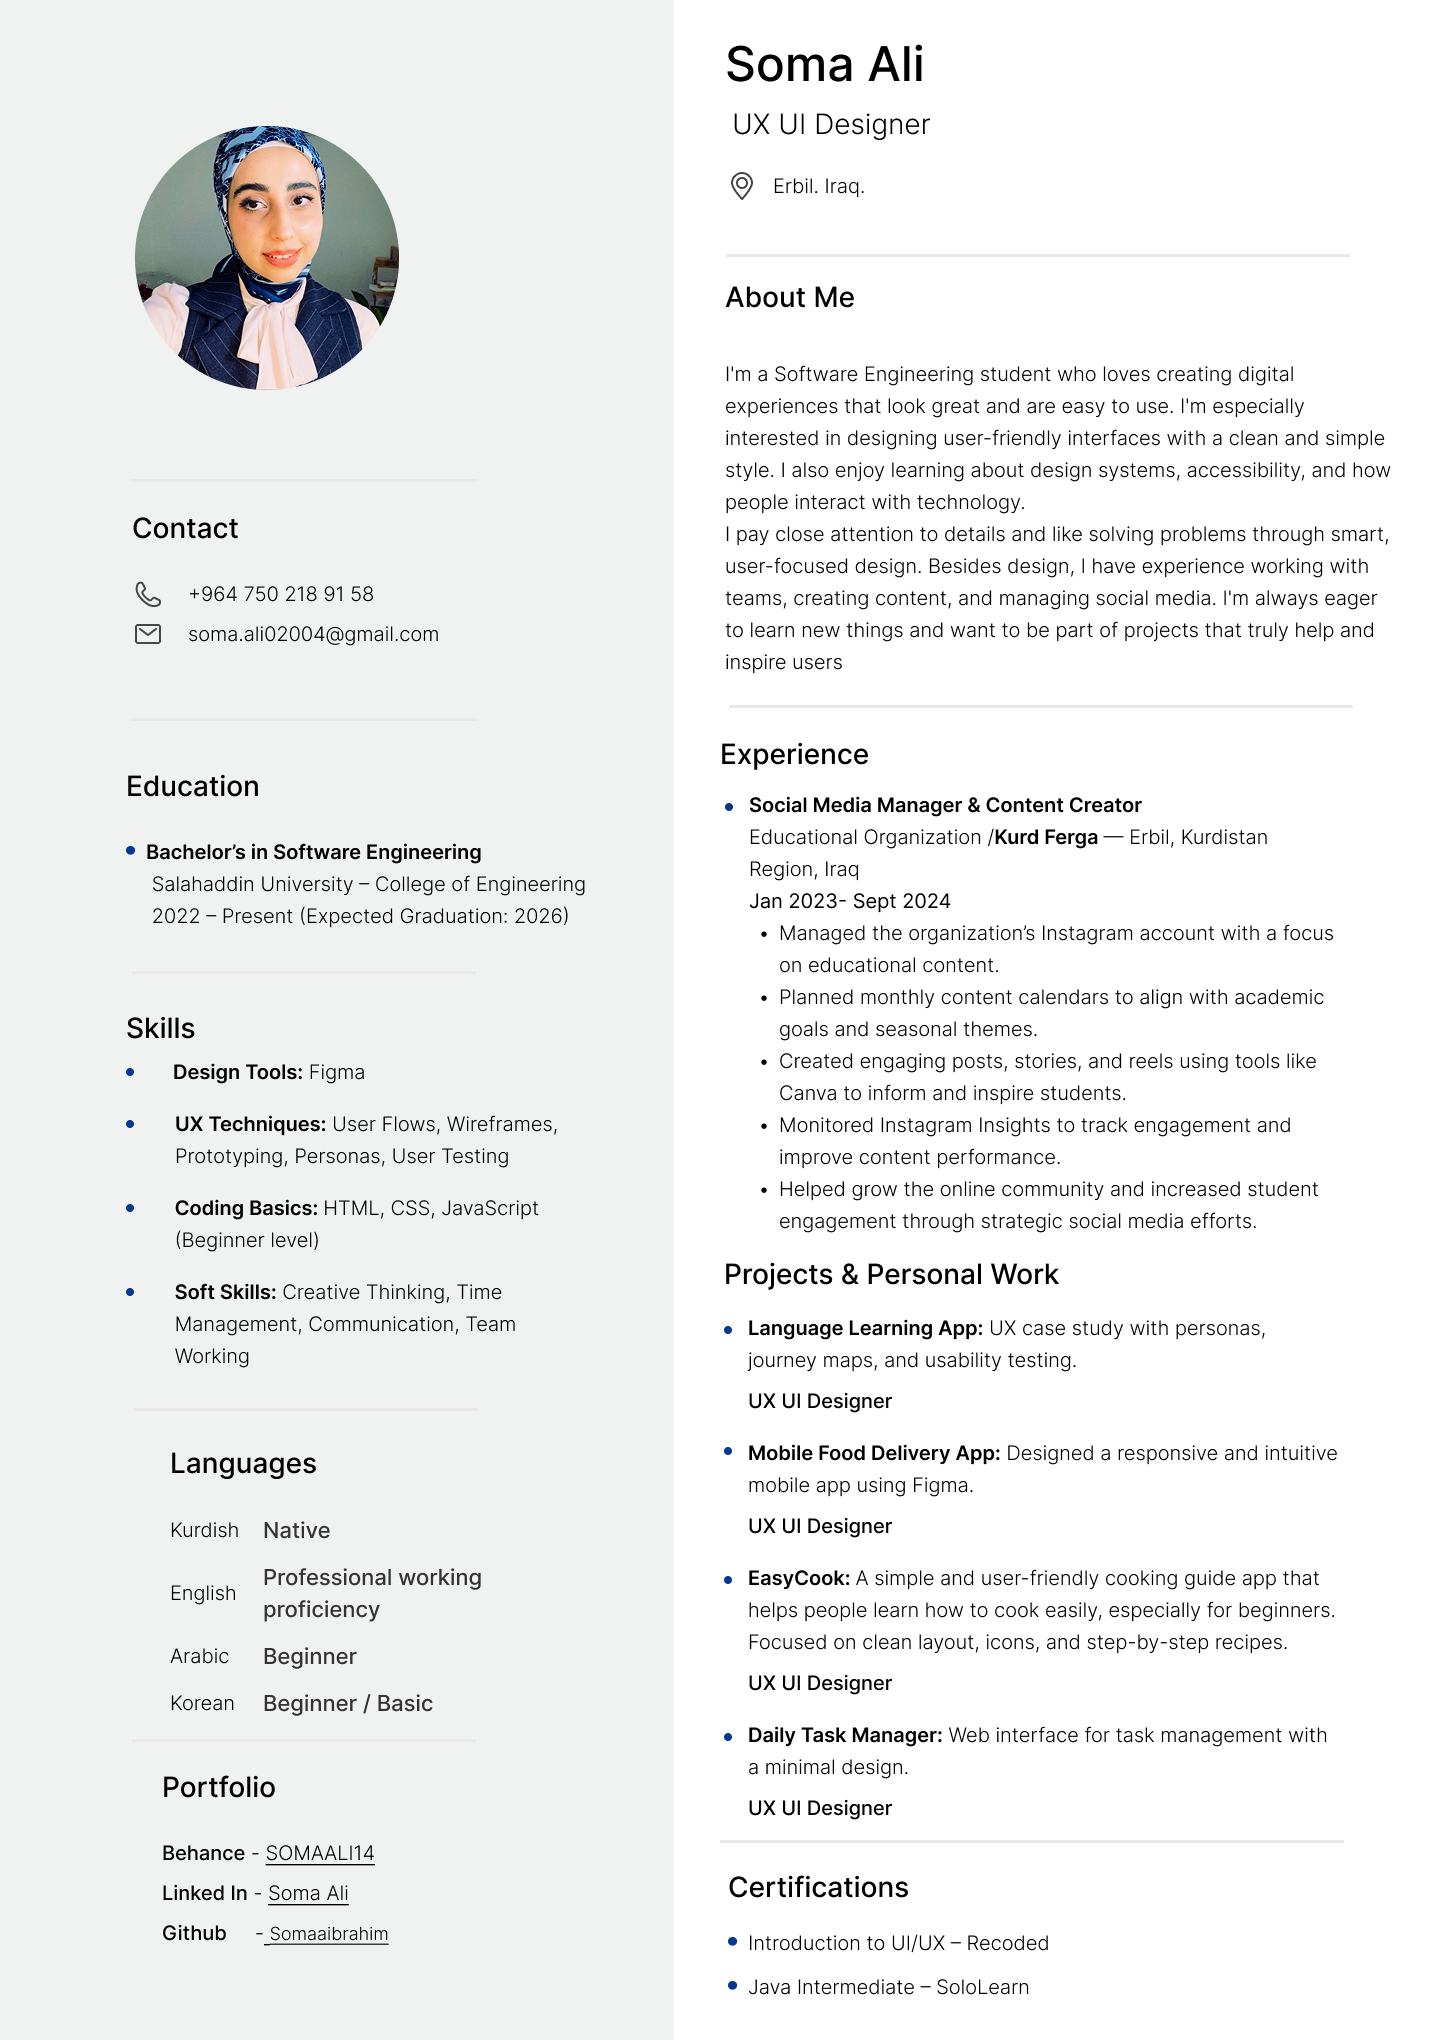 Soma Ali
UX UI Designer
Erbil. Iraq.
Contact
+964 750 218 91 58
soma.ali02004@gmail.com
Education
Bachelor’s in Software Engineering
Salahaddin University – College of Engineering
2022 – Present (Expected Graduation: 2026)
Skills
Design Tools: Figma
UX Techniques: User Flows, Wireframes,
Prototyping, Personas, User Testing
Coding Basics: HTML, CSS, JavaScript
(Beginner level)
Soft Skills: Creative Thinking, Time
Management, Communication, Team
Working
Languages
Kurdish Native
English Professional working
proficiency
Arabic Beginner
Korean Beginner / Basic
Portfolio
Behance - SOMAALI14
Linked In - Soma Ali
Github - Somaaibrahim
About Me
I'm a Software Engineering student who loves creating digital
experiences that look great and are easy to use. I'm especially
interested in designing user-friendly interfaces with a clean and simple
style. I also enjoy learning about design systems, accessibility, and how
people interact with technology.
I pay close attention to details and like solving problems through smart,
user-focused design. Besides design, I have experience working with
teams, creating content, and managing social media. I'm always eager
to learn new things and want to be part of projects that truly help and
inspire users
Experience
Social Media Manager & Content Creator
Educational Organization /Kurd Ferga — Erbil, Kurdistan
Region, Iraq
Jan 2023- Sept 2024
• Managed the organization’s Instagram account with a focus
on educational content.
• Planned monthly content calendars to align with academic
goals and seasonal themes.
• Created engaging posts, stories, and reels using tools like
Canva to inform and inspire students.
• Monitored Instagram Insights to track engagement and
improve content performance.
• Helped grow the online community and increased student
engagement through strategic social media efforts.
Projects & Personal Work
Language Learning App: UX case study with personas,
journey maps, and usability testing.
UX UI Designer
Mobile Food Delivery App: Designed a responsive and intuitive
mobile app using Figma.
UX UI Designer
EasyCook: A simple and user-friendly cooking guide app that
helps people learn how to cook easily, especially for beginners.
Focused on clean layout, icons, and step-by-step recipes.
UX UI Designer
Daily Task Manager: Web interface for task management with
a minimal design.
UX UI Designer
Certifications
Introduction to UI/UX – Recoded
Java Intermediate – SoloLearn